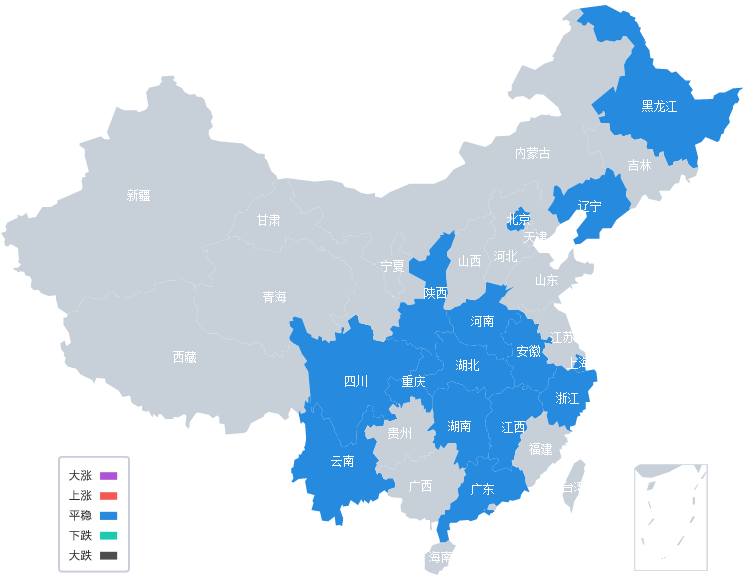 黑龙江
内蒙古
吉林
新疆
辽宁
甘肃
北京
天津
宁夏
山西
河北
山东
青海
陕西
河南
江苏
西藏
安徽
上海
四川
重庆
湖北
浙江
贵州
湖南
江西
福建
云南
广西
广东
台湾
海南
大涨
上涨
平稳
下跌
大跌